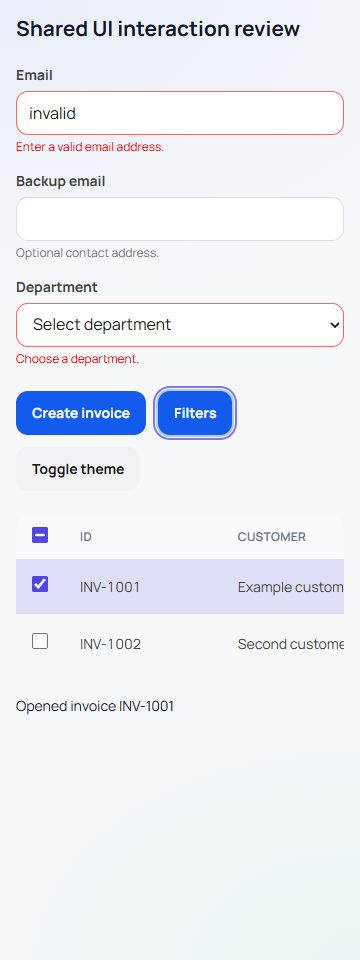 Shared UI interaction review
Email
invalid
Enter a valid email address.
Backup email
Optional contact address.
Department
Select department
Choose a department.
Create invoice Filters
Toggle theme
ID CUSTOMER
INV-1001 Example custom
INV-1002 Second custome
Opened invoice INV-1001